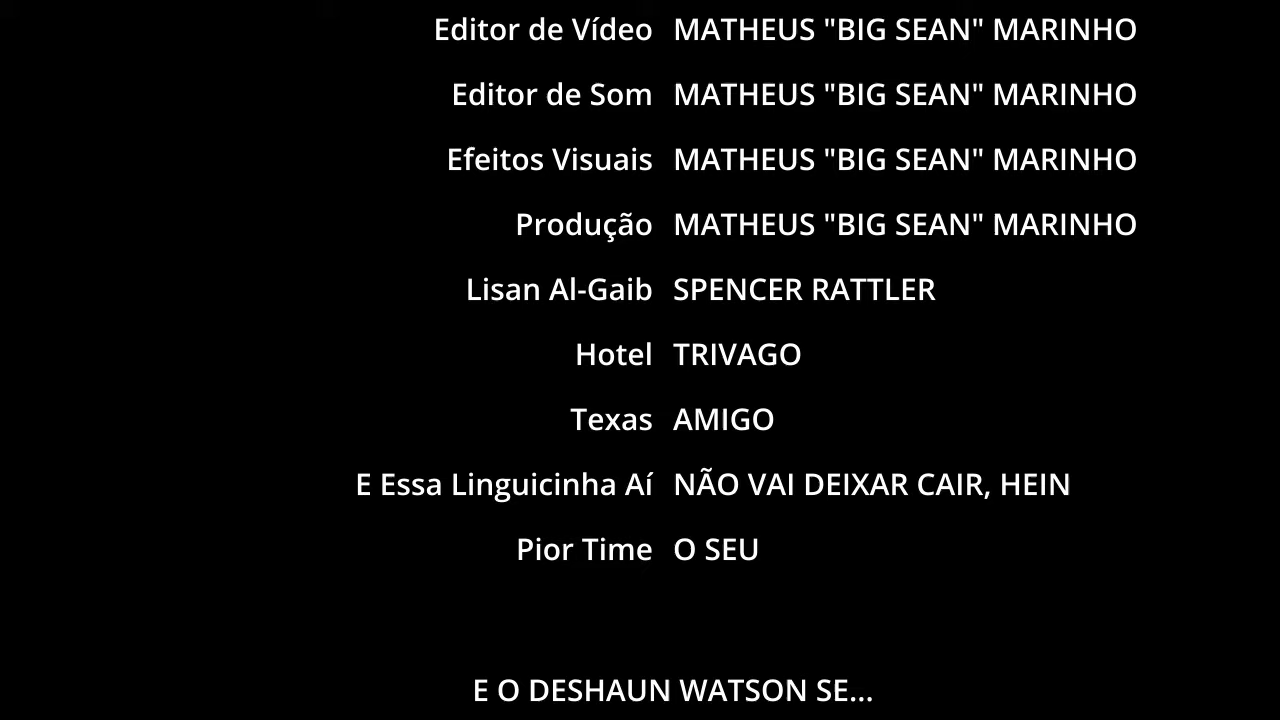 Editor de Vídeo MATHEUS "BIG SEAN" MARINHO
Editor de Som MATHEUS "BIG SEAN" MARINHO
Efeitos Visuais MATHEUS "BIG SEAN" MARINHO
Produção MATHEUS "BIG SEAN" MARINHO
Lisan Al-Gaib SPENCER RATTLER
Hotel TRIVAGO
Texas AMIGO
E Essa Linguicinha Aí NÃO VAI DEIXAR CAIR, HEIN
Pior Time O SEU
E O DESHAUN WATSON SE...